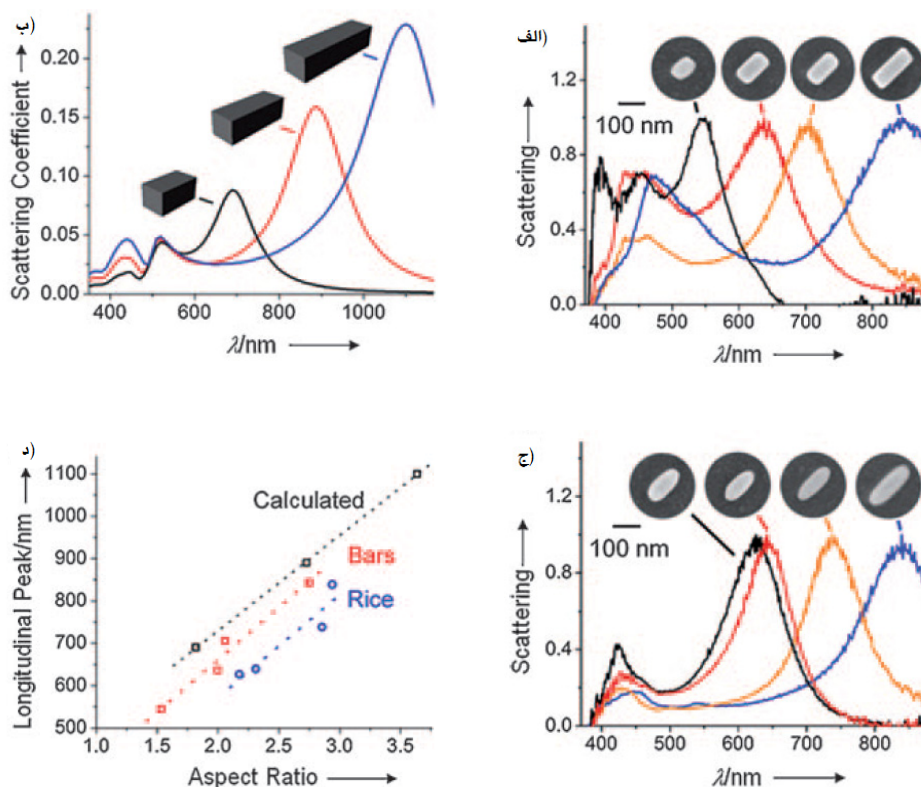 الف)
1.2
0.8
0.4
0.0
Scattering
100 nm
400 500 600 700 800
λ/nm
ب)
0.20
0.15
0.10
0.05
0.00
Scattering Coefficient
400 600 800 1000
λ/nm
ج)
1.2
0.8
0.4
0.0
Scattering
100 nm
400 500 600 700 800
λ/nm
د)
1100
1000
900
800
700
600
500
Longitudinal Peak/nm
Calculated
Bars
Rice
1.0 1.5 2.0 2.5 3.0 3.5
Aspect Ratio